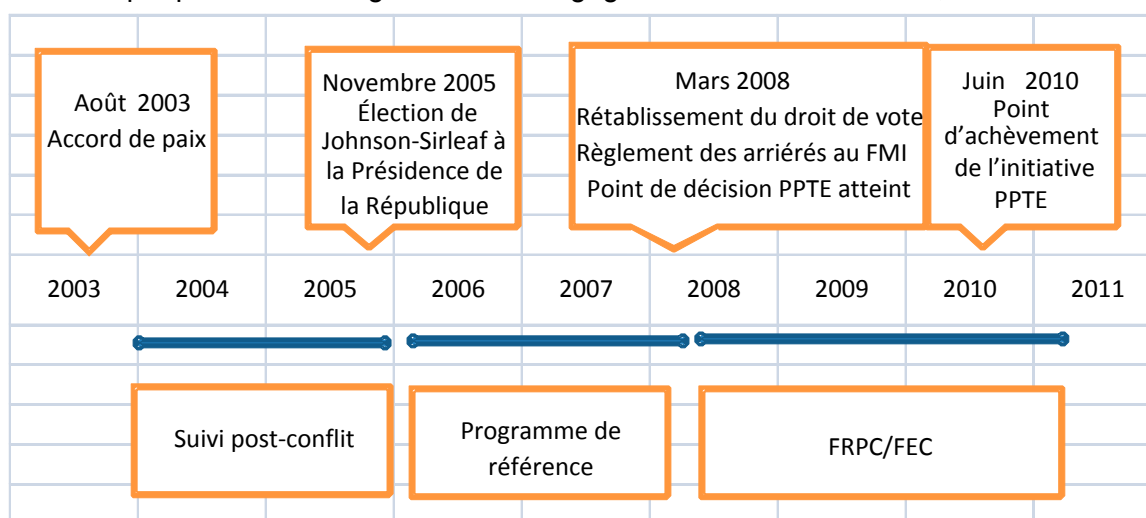 Août 2003
Accord de paix
Novembre 2005
Élection de
Johnson-Sirleaf à
la Présidence de
la République
Mars 2008
Rétablissement du droit de vote
Règlement des arriérés au FMI
Point de décision PPTE atteint
Juin 2010
Point
d’achèvement
de l’initiative
PPTE
2003 2004 2005 2006 2007 2008 2009 2010 2011
Suivi post-conflit
Programme de
référence
FRPC/FEC